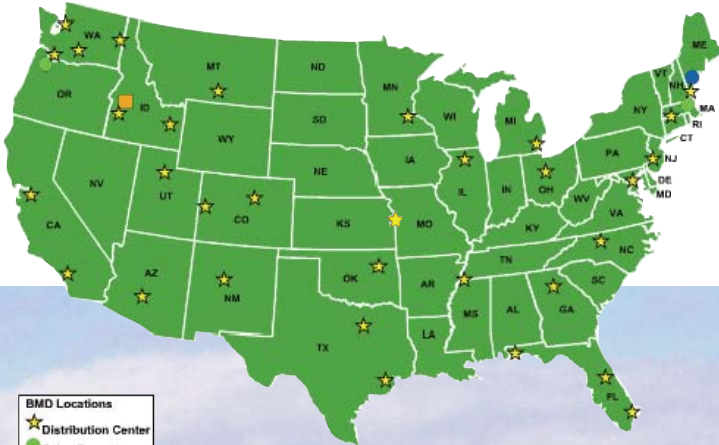 WA
ME
MT
ND
VT
MN
NH
OR
ID
SD
WI
NY
MA
MI
RI
WY
CT
IA
PA
NE
NJ
NV
IL
IN
OH
DE
UT
MD
CO
WV
CA
KS
MO
VA
KY
NC
TN
AZ
OK
AR
SC
NM
MS
AL
GA
LA
TX
FL
BMD Locations
Distribution Center